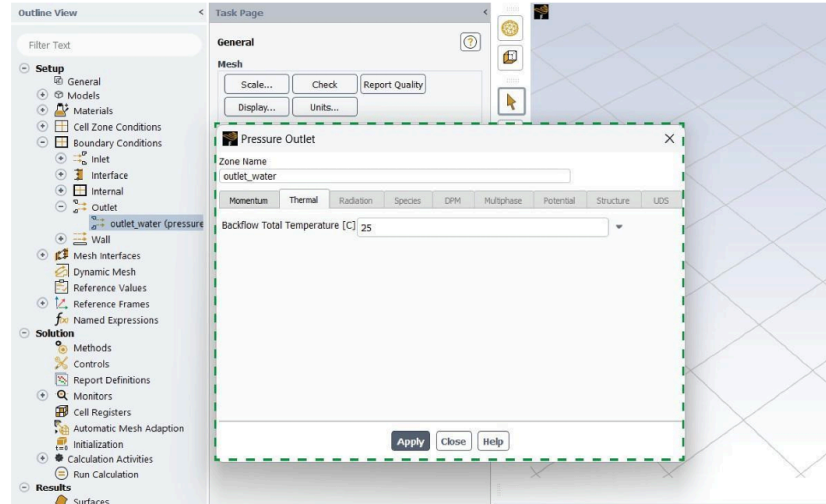 Outline View
<
Filter Text
Setup
General
Models
Materials
Cell Zone Conditions
Boundary Conditions
Inlet
Interface
Internal
Outlet
outlet_water (pressure
Wall
Mesh Interfaces
Dynamic Mesh
Reference Values
Reference Frames
Named Expressions
Solution
Methods
Controls
Report Definitions
Monitors
Cell Registers
Automatic Mesh Adaption
Initialization
Calculation Activities
Run Calculation
Results
Surfaces
Task Page
<
General
Mesh
Scale... Check Report Quality
Display... Units...
Pressure Outlet
Zone Name
outlet_water
Momentum Thermal Radiation Species DPM Multiphase Potential Structure UDS
Backflow Total Temperature [C] 25
Apply Close Help